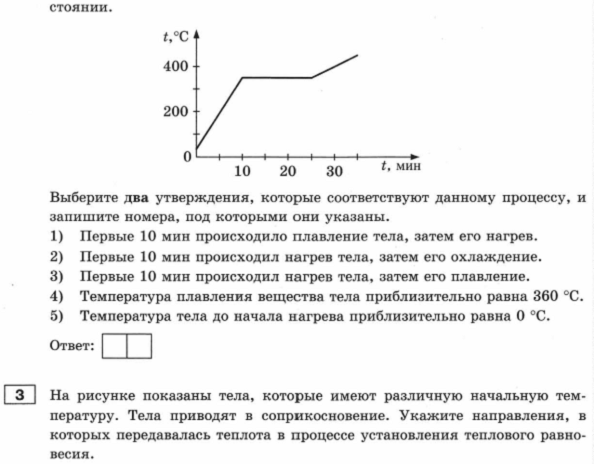 стоянии.
t,°C
400
200
0
10 20 30 t, мин
Выберите два утверждения, которые соответствуют данному процессу, и
запишите номера, под которыми они указаны.
1) Первые 10 мин происходило плавление тела, затем его нагрев.
2) Первые 10 мин происходил нагрев тела, затем его охлаждение.
3) Первые 10 мин происходил нагрев тела, затем его плавление.
4) Температура плавления вещества тела приблизительно равна 360 °C.
5) Температура тела до начала нагрева приблизительно равна 0 °C.
Ответ:
3 На рисунке показаны тела, которые имеют различную начальную тем-
пературу. Тела приводят в соприкосновение. Укажите направления, в
которых передавалась теплота в процессе установления теплового равно-
весия.